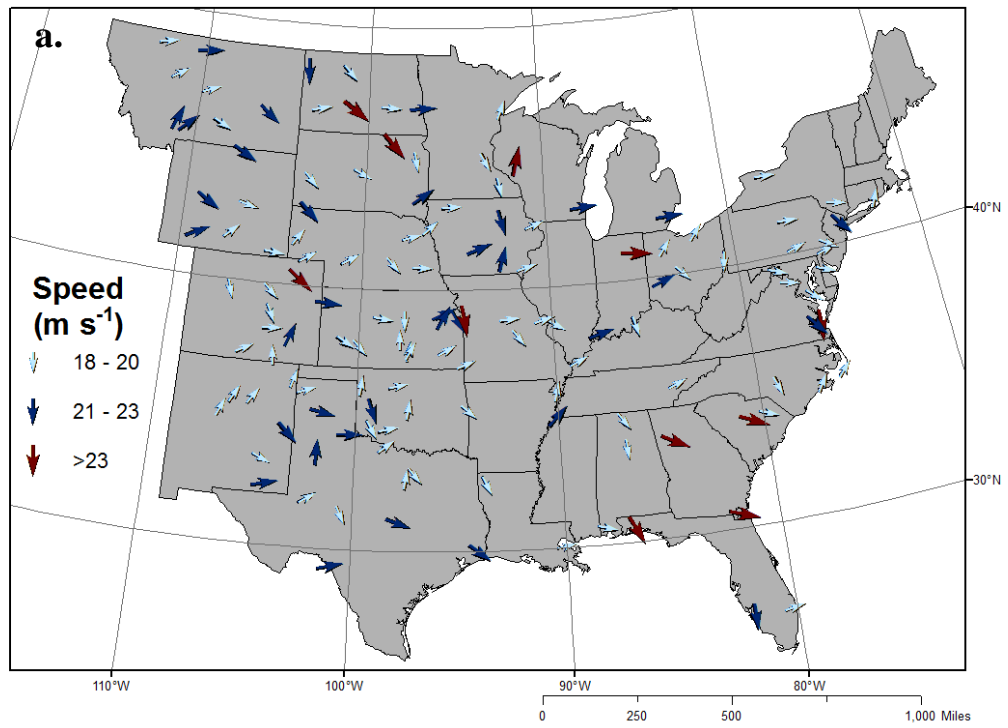 a.
40°N
Speed
(m s-1)
18 - 20
21 - 23
>23
30°N
110°W
100°W
90°W
80°W
0
250
500
1,000 Miles